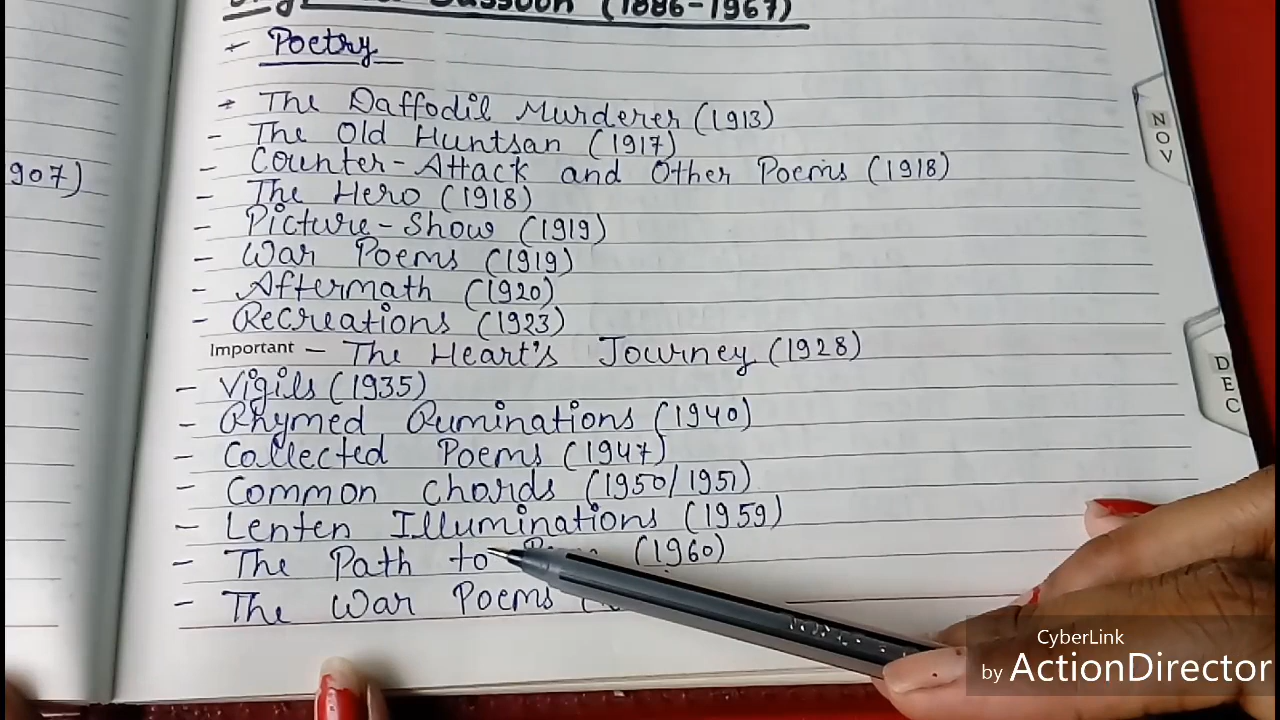 Sassoon (1886-1967)
- Poetry
907)
- The Daffodil Murderer (1913)
- The Old Huntsan (1917)
- Counter-Attack and Other Poems (1918)
- The Hero (1918)
- Picture-Show (1919)
- War Poems (1919)
- Aftermath (1920)
- Recreations (1923)
Important - The Heart's Journey (1928)
- Vigils (1935)
- Rhymed Ruminations (1940)
- Collected Poems (1947)
- Common Chords (1950/1951)
- Lenten Illuminations (1959)
- The Path to (1960)
- The War Poems
NOV
DEC
CyberLink
by ActionDirector